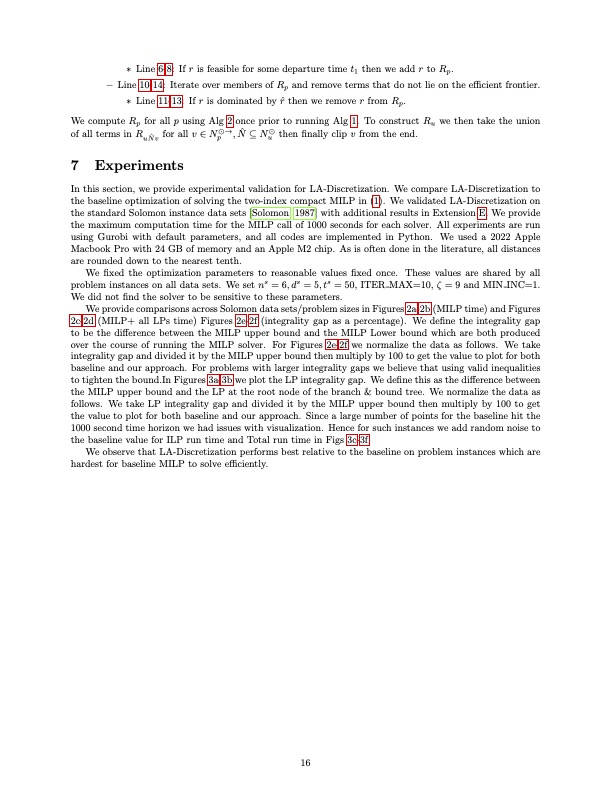 ∗ Line 6-8: If r is feasible for some departure time t₁ then we add r to Rₚ.
– Line 10-14: Iterate over members of Rₚ and remove terms that do not lie on the efficient frontier.
∗ Line 11-13: If r is dominated by r̂ then we remove r from Rₚ.
We compute Rₚ for all p using Alg 2 once prior to running Alg 1. To construct Rᵤ we then take the union
of all terms in R_{uN̂v} for all v ∈ N_p^{⊙→}, N̂ ⊆ N_u^⊙ then finally clip v from the end.
7 Experiments
In this section, we provide experimental validation for LA-Discretization. We compare LA-Discretization to
the baseline optimization of solving the two-index compact MILP in (1). We validated LA-Discretization on
the standard Solomon instance data sets [Solomon, 1987] with additional results in Extension E. We provide
the maximum computation time for the MILP call of 1000 seconds for each solver. All experiments are run
using Gurobi with default parameters, and all codes are implemented in Python. We used a 2022 Apple
Macbook Pro with 24 GB of memory and an Apple M2 chip. As is often done in the literature, all distances
are rounded down to the nearest tenth.
We fixed the optimization parameters to reasonable values fixed once. These values are shared by all
problem instances on all data sets. We set nˢ = 6, dˢ = 5, tˢ = 50, ITER_MAX=10, ζ = 9 and MIN_INC=1.
We did not find the solver to be sensitive to these parameters.
We provide comparisons across Solomon data sets/problem sizes in Figures 2a-2b (MILP time) and Figures
2c-2d (MILP+ all LPs time) Figures 2e-2f (integrality gap as a percentage). We define the integrality gap
to be the difference between the MILP upper bound and the MILP Lower bound which are both produced
over the course of running the MILP solver. For Figures 2e-2f we normalize the data as follows. We take
integrality gap and divided it by the MILP upper bound then multiply by 100 to get the value to plot for both
baseline and our approach. For problems with larger integrality gaps we believe that using valid inequalities
to tighten the bound.In Figures 3a-3b we plot the LP integrality gap. We define this as the difference between
the MILP upper bound and the LP at the root node of the branch & bound tree. We normalize the data as
follows. We take LP integrality gap and divided it by the MILP upper bound then multiply by 100 to get
the value to plot for both baseline and our approach. Since a large number of points for the baseline hit the
1000 second time horizon we had issues with visualization. Hence for such instances we add random noise to
the baseline value for ILP run time and Total run time in Figs 3c-3f.
We observe that LA-Discretization performs best relative to the baseline on problem instances which are
hardest for baseline MILP to solve efficiently.
16